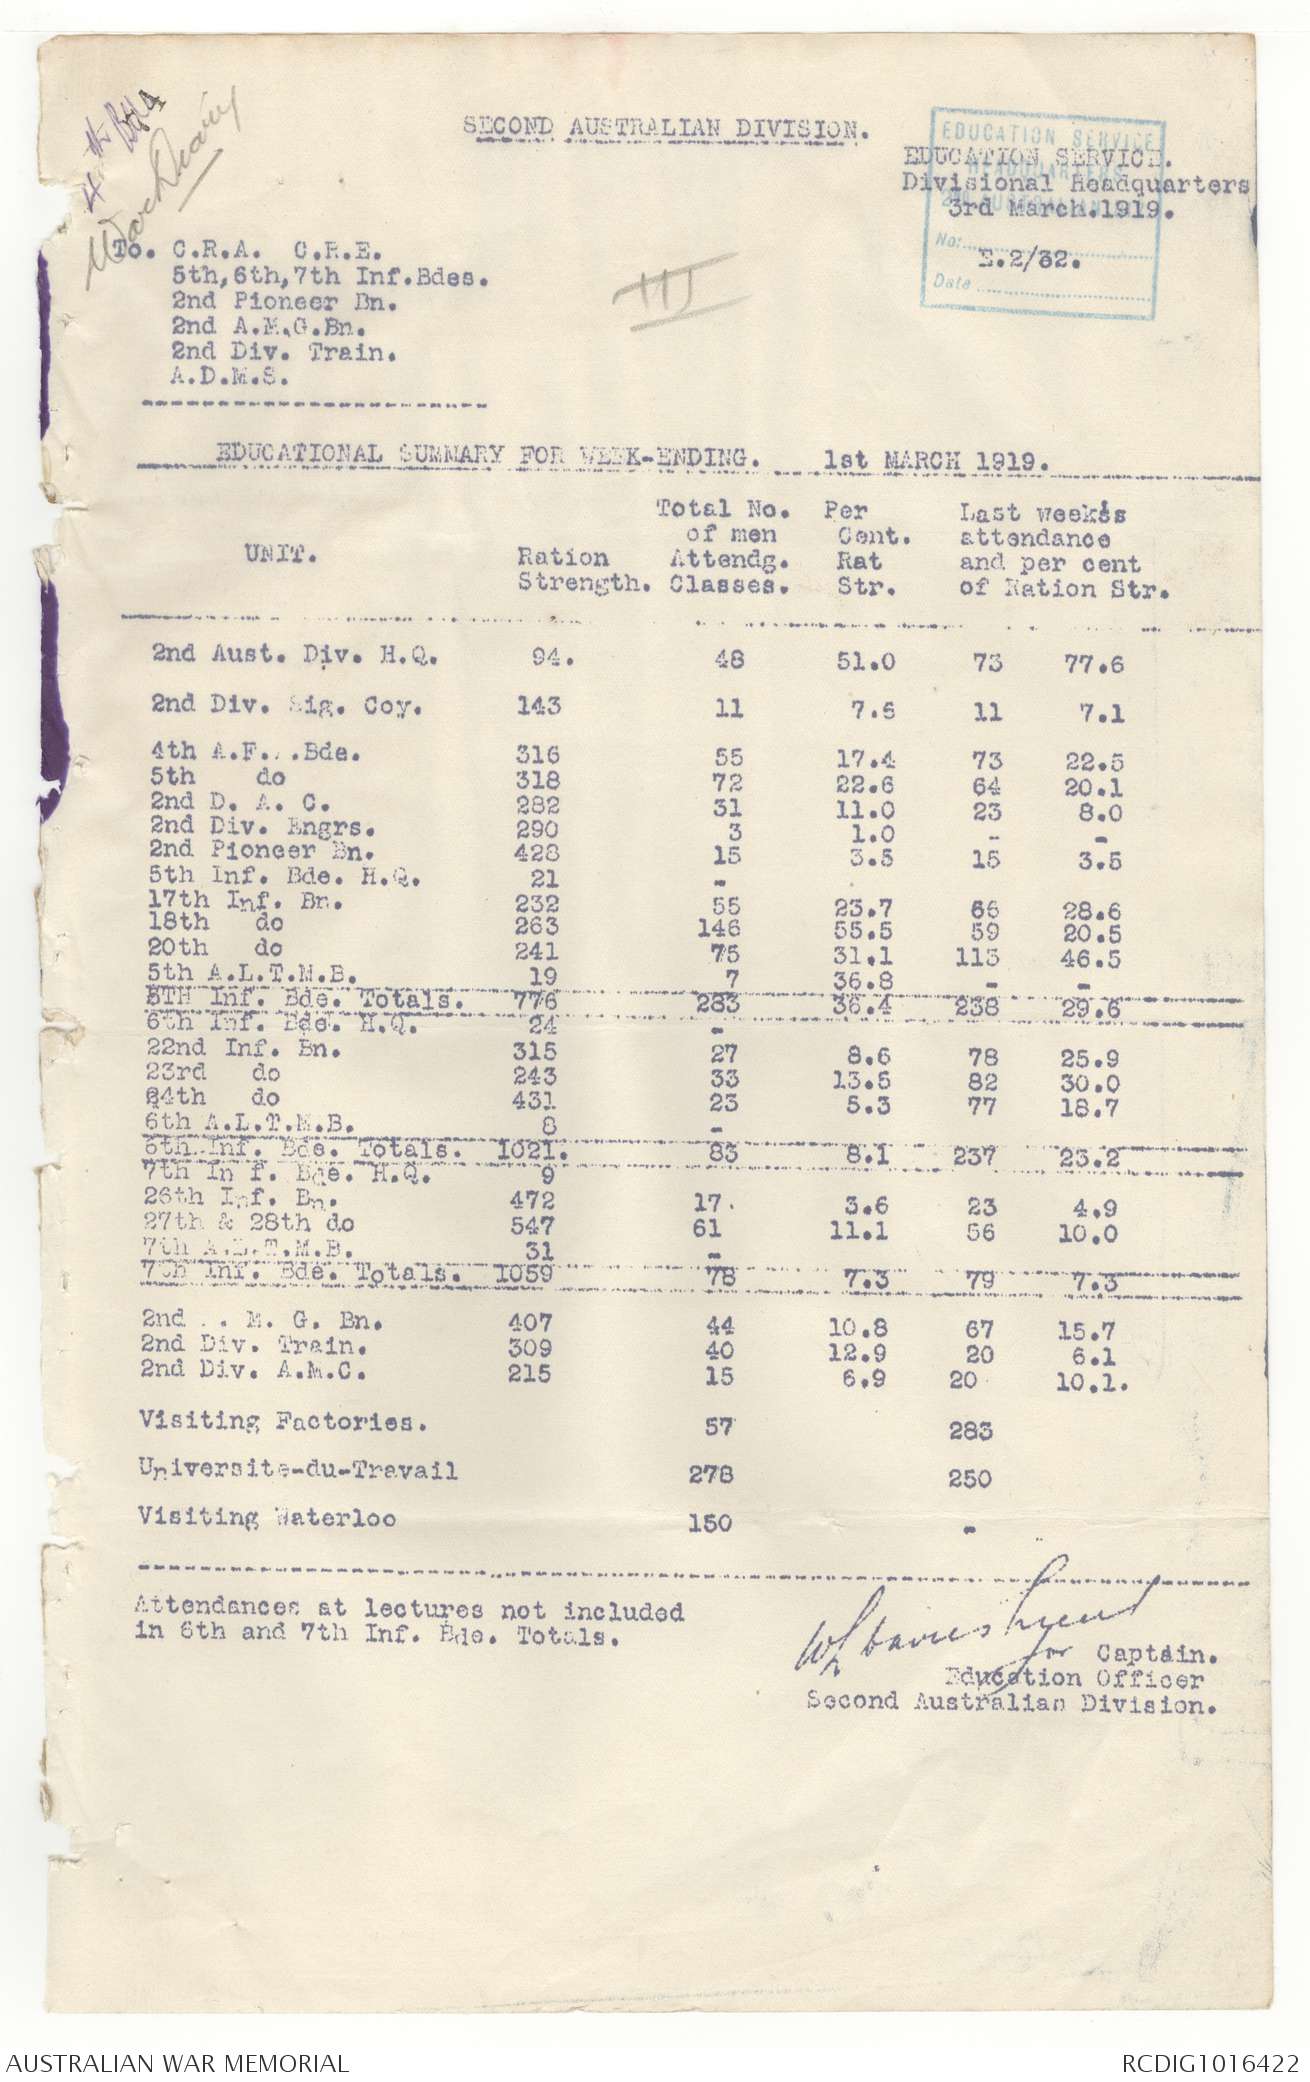 4th Bde
War Diary
SECOND AUSTRALIAN DIVISION.
EDUCATION SERVICE
HEADQUARTERS
2ND AUSTRALIAN
No:
Date
EDUCATION SERVICE.
Divisional Headquarters
3rd March.1919.
E.2/32.
To. C.R.A. C.R.E.
5th,6th,7th Inf.Bdes.
2nd Pioneer Bn.
2nd A.M.G.Bn.
2nd Div. Train.
A.D.M.S.
III
EDUCATIONAL SUMMARY FOR WEEK-ENDING. 1st MARCH 1919.
UNIT. Ration Strength. Total No. of men Attendg. Classes. Per Cent. Rat Str. Last week's attendance and per cent of Ration Str.
2nd Aust. Div. H.Q. 94. 48 51.0 73 77.6
2nd Div. Sig. Coy. 143 11 7.6 11 7.1
4th A.F. .Bde. 316 55 17.4 73 22.5
5th do 318 72 22.6 64 20.1
2nd D. A. C. 282 31 11.0 23 8.0
2nd Div. Engrs. 290 3 1.0 - -
2nd Pioneer Bn. 428 15 3.5 15 3.5
5th Inf. Bde. H.Q. 21 -
17th Inf. Bn. 232 55 23.7 66 28.6
18th do 263 146 55.5 59 20.5
20th do 241 75 31.1 113 46.5
5th A.L.T.M.B. 19 7 36.8 - -
5TH Inf. Bde. Totals. 776 283 36.4 238 29.6
6th Inf. Bde. H.Q. 24 -
22nd Inf. Bn. 315 27 8.6 78 25.9
23rd do 243 33 13.5 82 30.0
24th do 431 23 5.3 77 18.7
6th A.L.T.M.B. 8 -
6th Inf. Bde. Totals. 1021. 83 8.1 237 23.2
7th Inf. Bde. H.Q. 9
26th Inf. Bn. 472 17. 3.6 23 4.9
27th & 28th do 547 61 11.1 56 10.0
7th A.L.T.M.B. 31 -
7th Inf. Bde. Totals. 1059 78 7.3 79 7.3
2nd . . M. G. Bn. 407 44 10.8 67 15.7
2nd Div. Train. 309 40 12.9 20 6.1
2nd Div. A.M.C. 215 15 6.9 20 10.1.
Visiting Factories. 57 283
Universite-du-Travail 278 250
Visiting Waterloo 150 -
Attendances at lectures not included
in 6th and 7th Inf. Bde. Totals.
for Captain.
Education Officer
Second Australian Division.
AUSTRALIAN WAR MEMORIAL RCDIG1016422